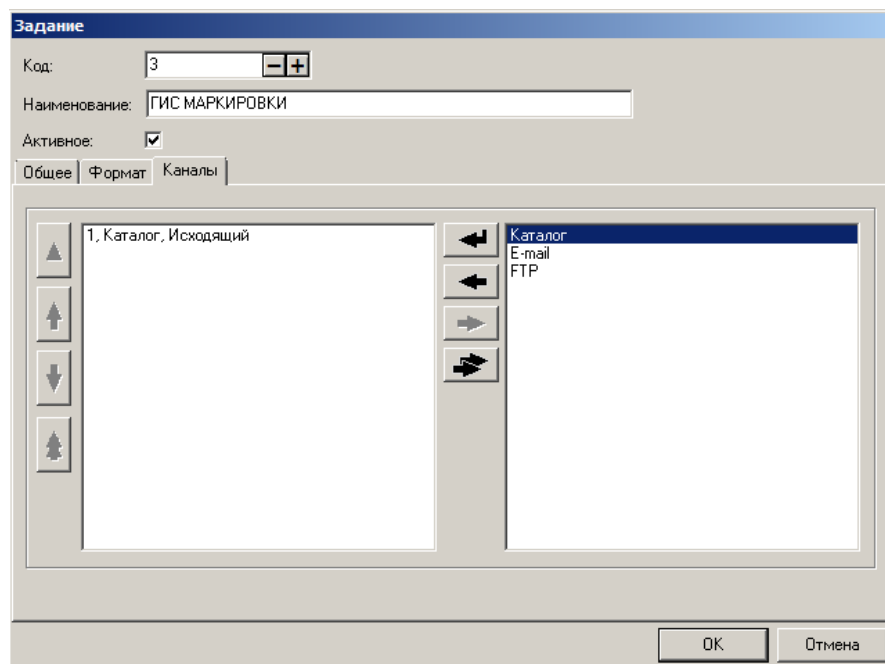 Задание
Код: 3
Наименование: ГИС МАРКИРОВКИ
Активное:
Общее Формат Каналы
1, Каталог, Исходящий
Каталог
E-mail
FTP
OK Отмена